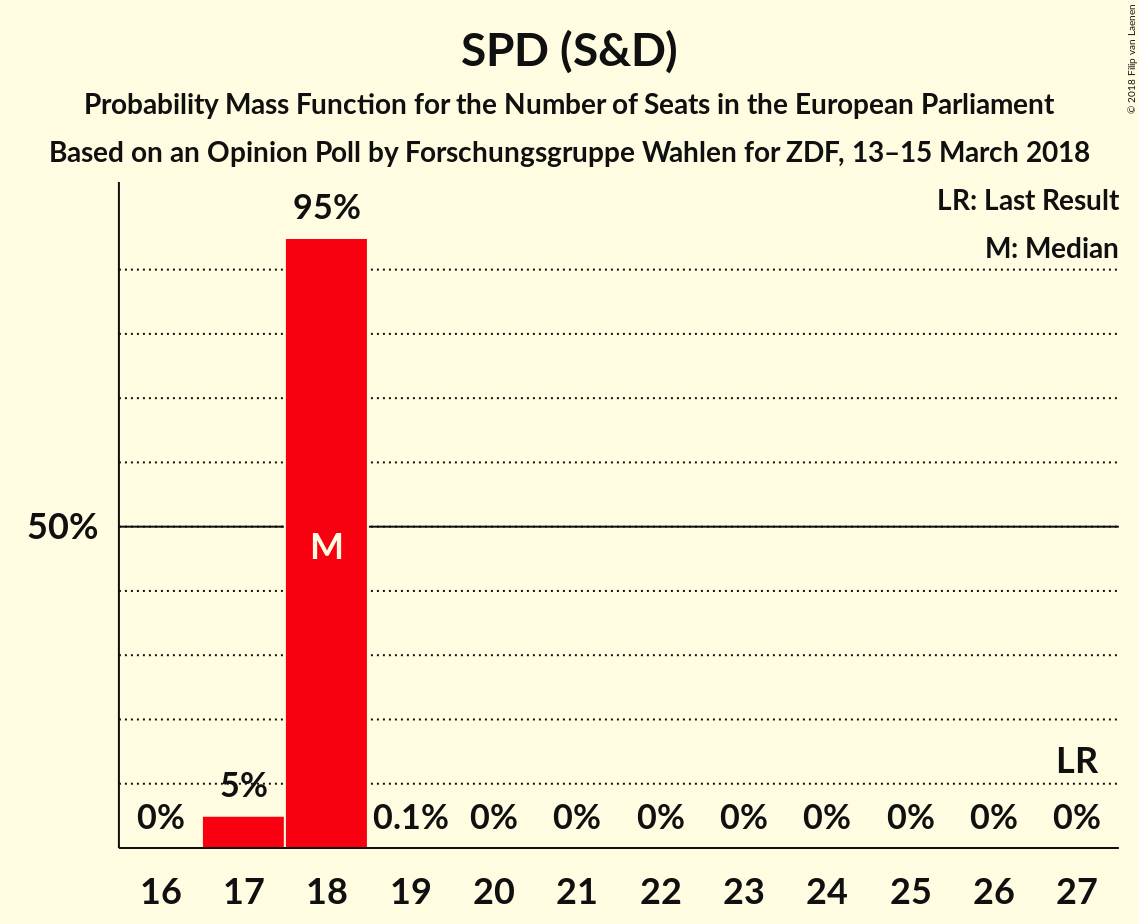 SPD (S&D)
Probability Mass Function for the Number of Seats in the European Parliament
Based on an Opinion Poll by Forschungsgruppe Wahlen for ZDF, 13–15 March 2018
© 2018 Filip van Laenen
LR: Last Result
M: Median
95%
50%
M
5%
LR
0% 0.1% 0% 0% 0% 0% 0% 0% 0% 0%
16 17 18 19 20 21 22 23 24 25 26 27